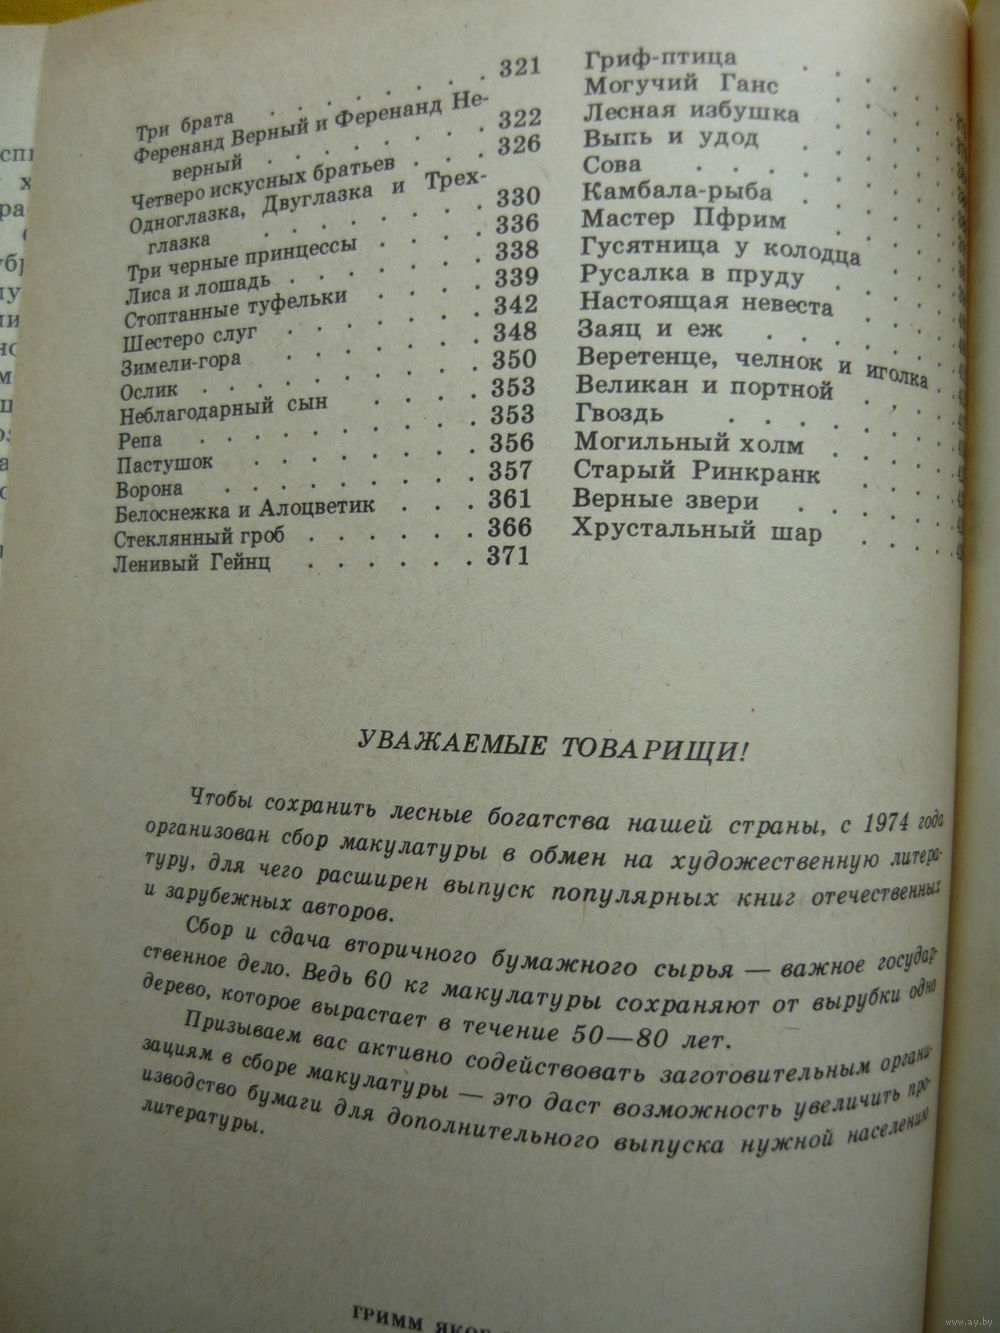 Три брата . . . . . . . . 321
Ференанд Верный и Ференанд Не-
верный . . . . . . . . 322
Четверо искусных братьев . . . 326
Одноглазка, Двуглазка и Трех-
глазка . . . . . . . . 330
Три черные принцессы . . . . 336
Лиса и лошадь . . . . . . 338
Стоптанные туфельки . . . . 339
Шестеро слуг . . . . . . 342
Зимели-гора . . . . . . 348
Ослик . . . . . . . . 350
Неблагодарный сын . . . . 353
Репа . . . . . . . . 353
Пастушок . . . . . . . 356
Ворона . . . . . . . . 357
Белоснежка и Алоцветик . . . 361
Стеклянный гроб . . . . . . 366
Ленивый Гейнц . . . . . . 371
Гриф-птица
Могучий Ганс
Лесная избушка
Выпь и удод
Сова
Камбала-рыба
Мастер Пфрим
Гусятница у колодца
Русалка в пруду
Настоящая невеста
Заяц и еж
Веретенце, челнок и иголка
Великан и портной
Гвоздь
Могильный холм
Старый Ринкранк
Верные звери
Хрустальный шар
УВАЖАЕМЫЕ ТОВАРИЩИ!
Чтобы сохранить лесные богатства нашей страны, с 1974 года
организован сбор макулатуры в обмен на художественную литера-
туру, для чего расширен выпуск популярных книг отечественных
и зарубежных авторов.
Сбор и сдача вторичного бумажного сырья — важное государ-
ственное дело. Ведь 60 кг макулатуры сохраняют от вырубки одно
дерево, которое вырастает в течение 50—80 лет.
Призываем вас активно содействовать заготовительным органи-
зациям в сборе макулатуры — это даст возможность увеличить про-
изводство бумаги для дополнительного выпуска нужной населению
литературы.
ГРИММ ЯКОБ
www.ay.by